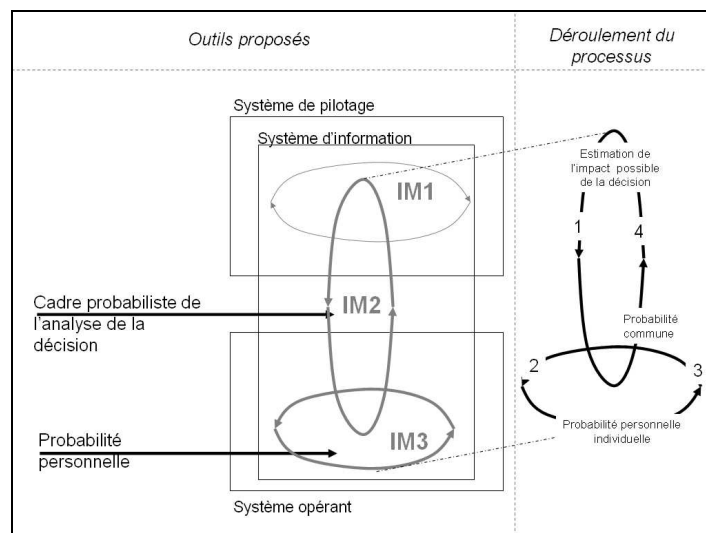 Outils proposés
Déroulement du
processus
Système de pilotage
Système d'information
IM1
IM2
IM3
Cadre probabiliste de
l'analyse de la
décision
Probabilité
personnelle
Système opérant
Estimation de
l'impact possible
de la décision
1
4
Probabilité
commune
2
3
Probabilité personnelle
individuelle